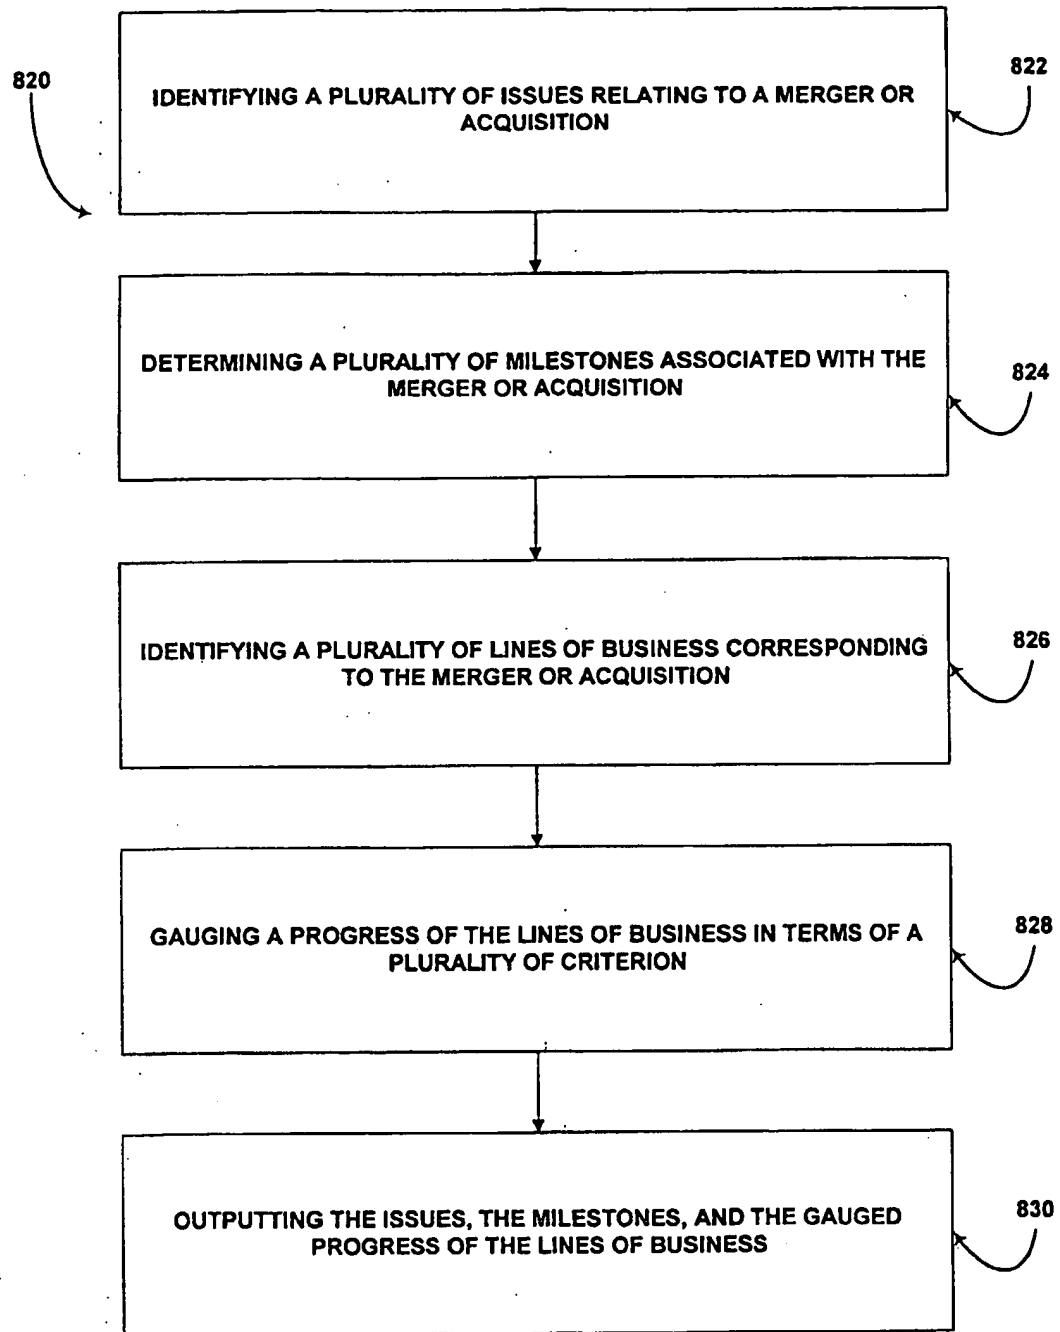 820
822
IDENTIFYING A PLURALITY OF ISSUES RELATING TO A MERGER OR
ACQUISITION
824
DETERMINING A PLURALITY OF MILESTONES ASSOCIATED WITH THE
MERGER OR ACQUISITION
826
IDENTIFYING A PLURALITY OF LINES OF BUSINESS CORRESPONDING
TO THE MERGER OR ACQUISITION
828
GAUGING A PROGRESS OF THE LINES OF BUSINESS IN TERMS OF A
PLURALITY OF CRITERION
830
OUTPUTTING THE ISSUES, THE MILESTONES, AND THE GAUGED
PROGRESS OF THE LINES OF BUSINESS